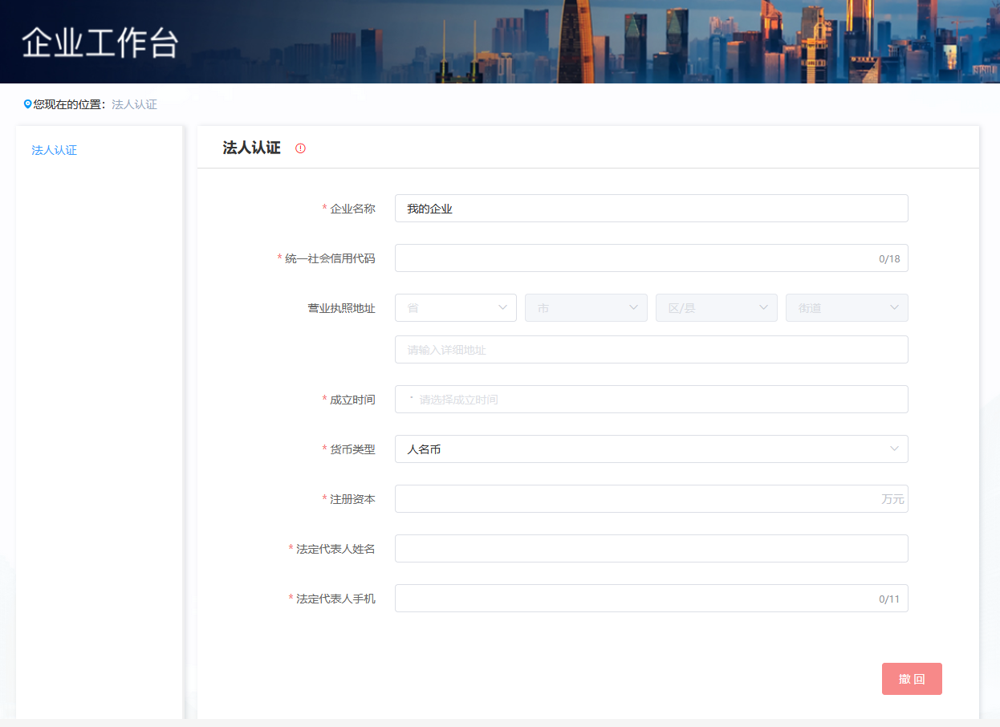 企业工作台
您现在的位置： 法人认证
法人认证
法人认证
* 企业名称 我的企业
* 统一社会信用代码 0/18
营业执照地址 省 市 区/县 街道
请输入详细地址
* 成立时间 请选择成立时间
* 货币类型 人名币
* 注册资本 万元
* 法定代表人姓名
* 法定代表人手机 0/11
撤回